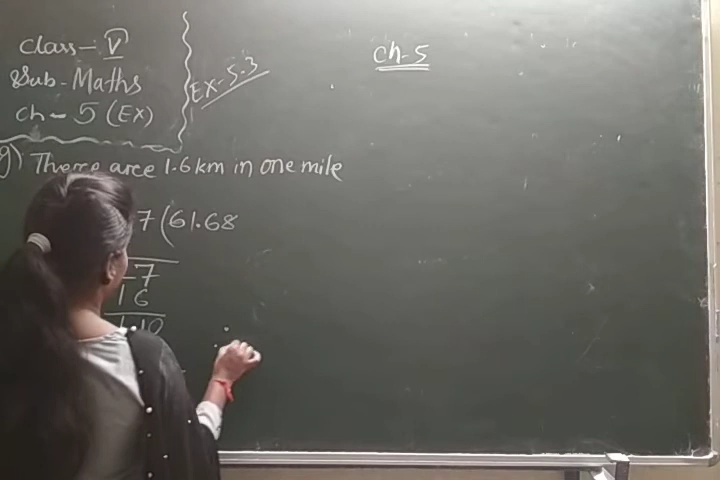 Class - V
Sub - Maths
Ch - 5 (Ex)
Ex - 5.3
Ch - 5
g) There are 1.6 km in one mile
7 ( 61.68
7
16